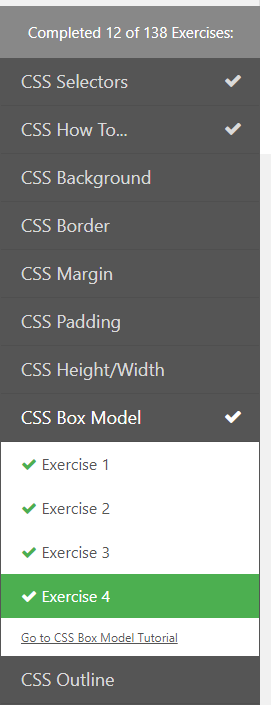 Completed 12 of 138 Exercises:
CSS Selectors
CSS How To...
CSS Background
CSS Border
CSS Margin
CSS Padding
CSS Height/Width
CSS Box Model
Exercise 1
Exercise 2
Exercise 3
Exercise 4
Go to CSS Box Model Tutorial
CSS Outline